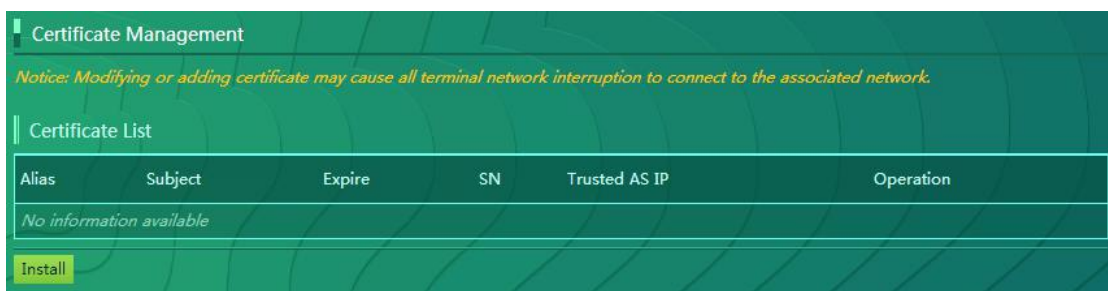 Certificate Management
Notice: Modifying or adding certificate may cause all terminal network interruption to connect to the associated network.
Certificate List
Alias Subject Expire SN Trusted AS IP Operation
No information available
Install